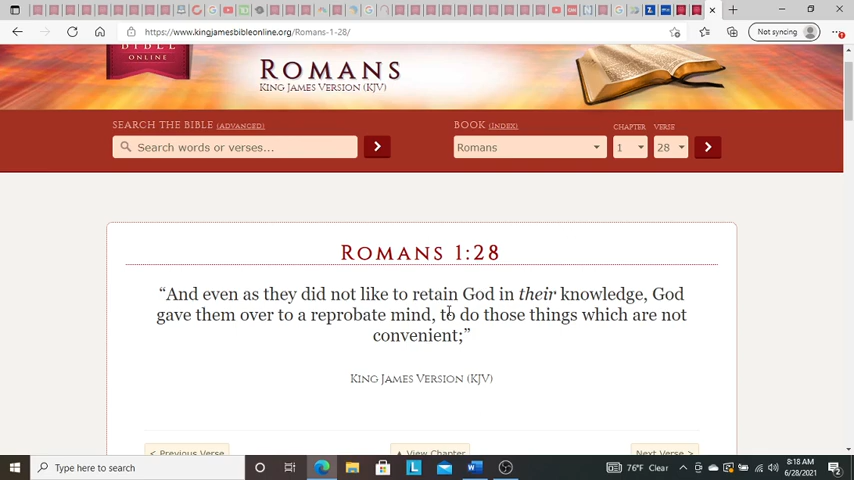 https://www.kingjamesbibleonline.org/Romans-1-28/
Not syncing
BIBLE
ONLINE
ROMANS
KING JAMES VERSION (KJV)
SEARCH THE BIBLE (ADVANCED)
BOOK (INDEX)
CHAPTER
VERSE
Search words or verses...
Romans
1
28
ROMANS 1:28
“And even as they did not like to retain God in their knowledge, God
gave them over to a reprobate mind, to do those things which are not
convenient;”
KING JAMES VERSION (KJV)
< Previous Verse
▲ View Chapter
Next Verse >
Type here to search
76°F Clear
8:18 AM
6/28/2021
2